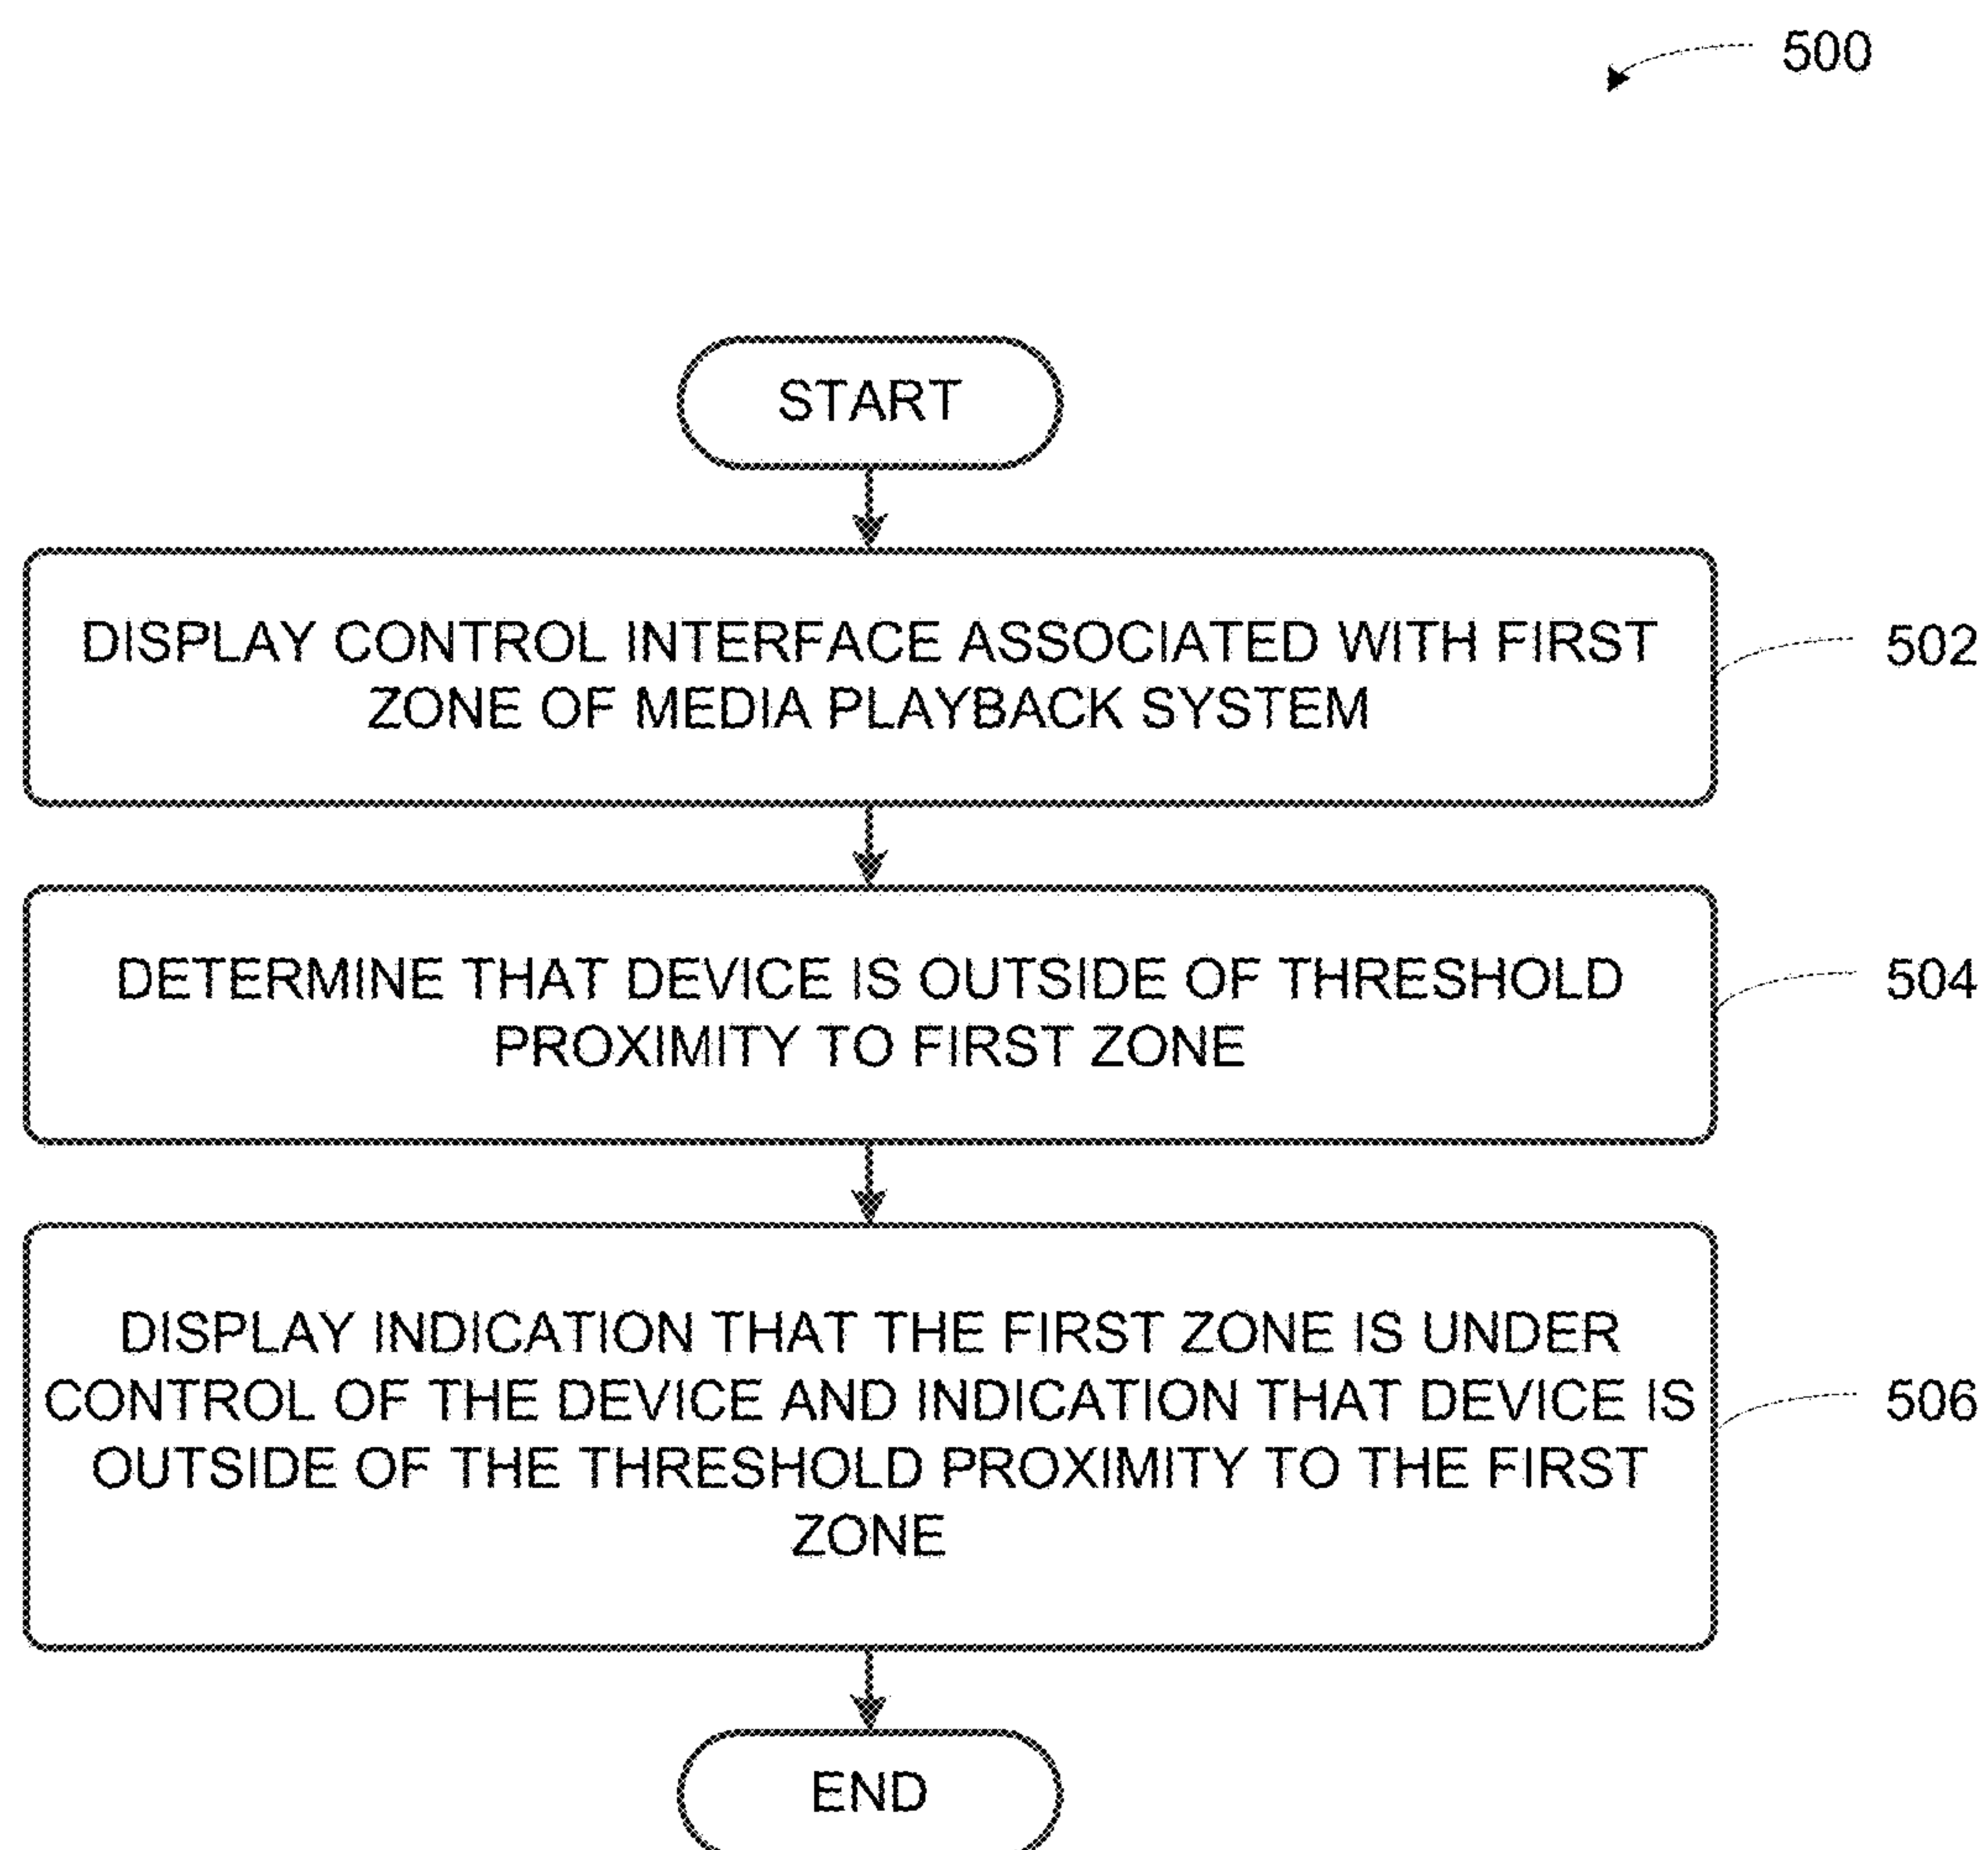 500
START
DISPLAY CONTROL INTERFACE ASSOCIATED WITH FIRST
ZONE OF MEDIA PLAYBACK SYSTEM
502
DETERMINE THAT DEVICE IS OUTSIDE OF THRESHOLD
PROXIMITY TO FIRST ZONE
504
DISPLAY INDICATION THAT THE FIRST ZONE IS UNDER
CONTROL OF THE DEVICE AND INDICATION THAT DEVICE IS
OUTSIDE OF THE THRESHOLD PROXIMITY TO THE FIRST
ZONE
506
END